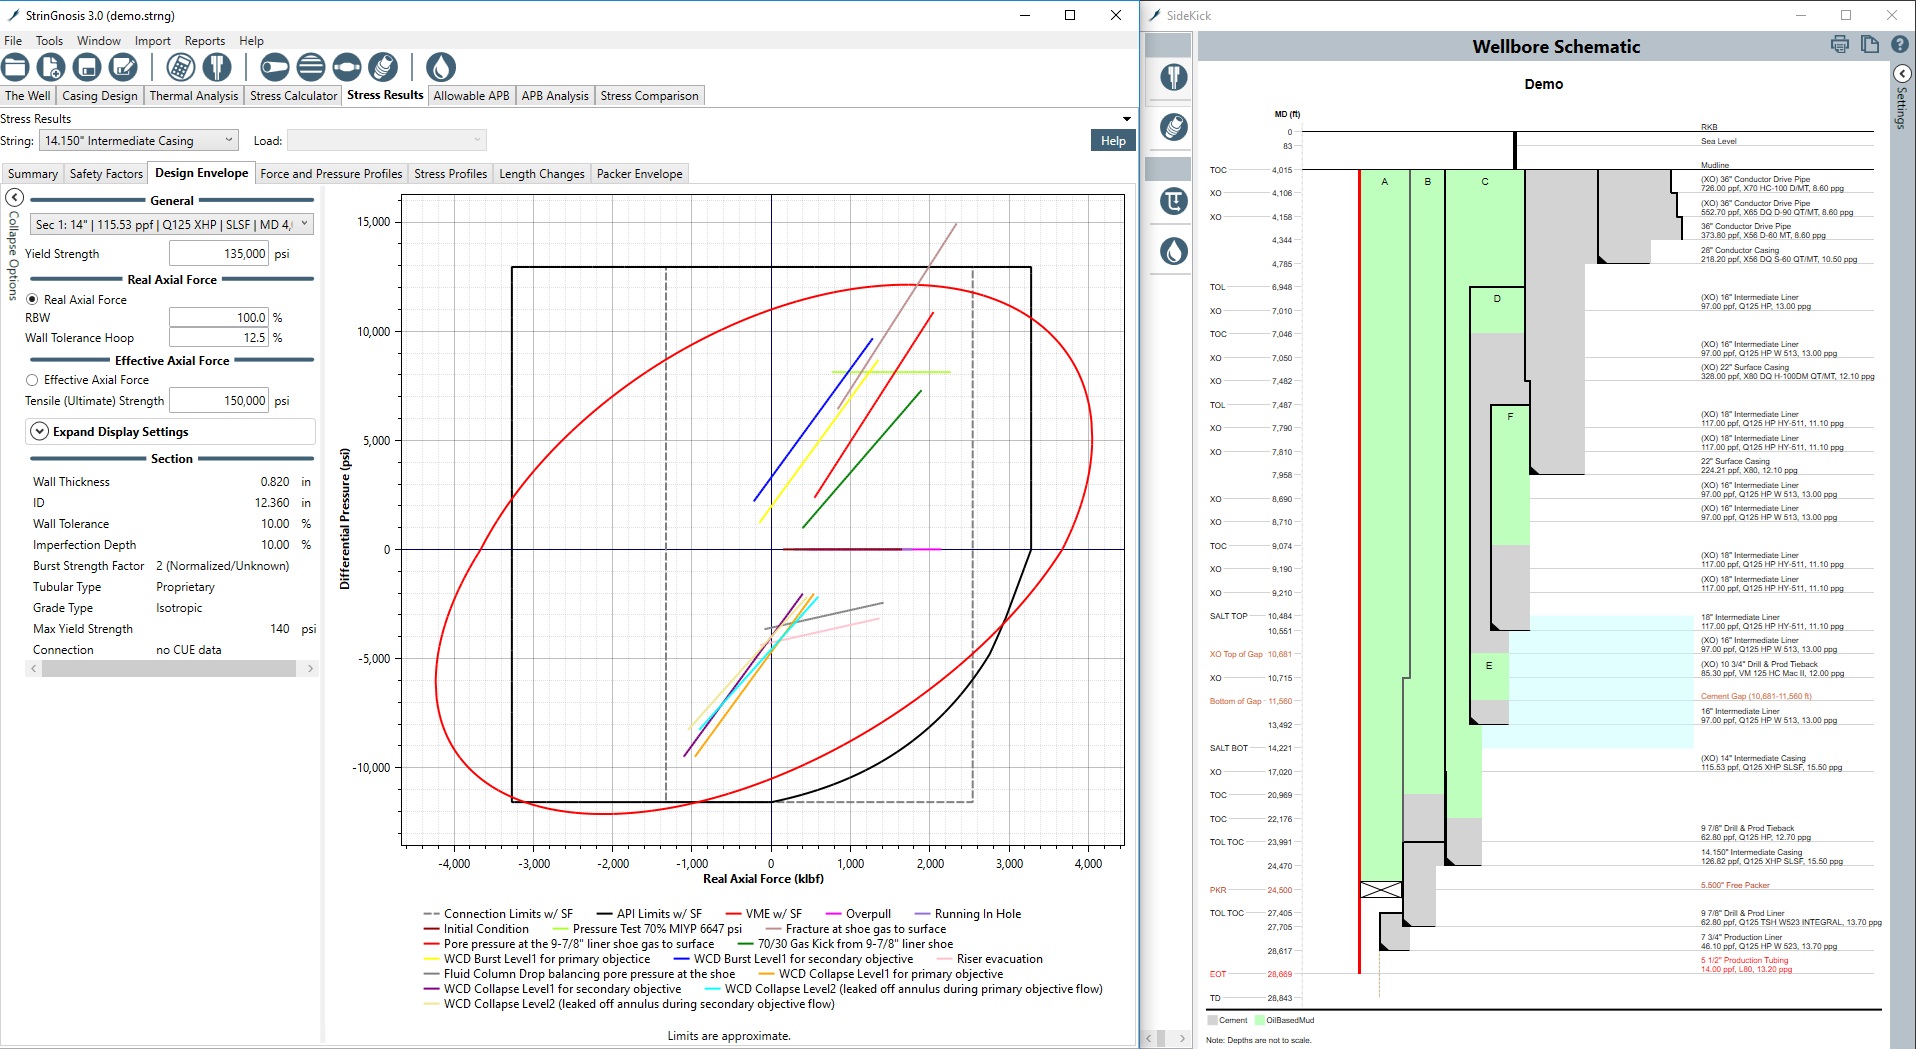 StrinGnosis 3.0 (demo.strng)
File Tools Window Import Reports Help
The Well Casing Design Thermal Analysis Stress Calculator Stress Results Allowable APB APB Analysis Stress Comparison
Stress Results
String: 14.150" Intermediate Casing Load: Help
Summary Safety Factors Design Envelope Force and Pressure Profiles Stress Profiles Length Changes Packer Envelope
Collapse Options
General
Sec 1: 14" | 115.53 ppf | Q125 XHP | SLSF | MD 4,
Yield Strength 135,000 psi
Real Axial Force
Real Axial Force
RBW 100.0 %
Wall Tolerance Hoop 12.5 %
Effective Axial Force
Effective Axial Force
Tensile (Ultimate) Strength 150,000 psi
Expand Display Settings
Section
Wall Thickness 0.820 in
ID 12.360 in
Wall Tolerance 10.00 %
Imperfection Depth 10.00 %
Burst Strength Factor 2 (Normalized/Unknown)
Tubular Type Proprietary
Grade Type Isotropic
Max Yield Strength 140 psi
Connection no CUE data
Differential Pressure (psi)
15,000
10,000
5,000
0
-5,000
-10,000
-4,000 -3,000 -2,000 -1,000 0 1,000 2,000 3,000 4,000
Real Axial Force (klbf)
Connection Limits w/ SF API Limits w/ SF VME w/ SF Overpull Running In Hole
Initial Condition Pressure Test 70% MIYP 6647 psi Fracture at shoe gas to surface
Pore pressure at the 9-7/8" liner shoe gas to surface 70/30 Gas Kick from 9-7/8" liner shoe
WCD Burst Level1 for primary objectice WCD Burst Level1 for secondary objective Riser evacuation
Fluid Column Drop balancing pore pressure at the shoe WCD Collapse Level1 for primary objective
WCD Collapse Level1 for secondary objective WCD Collapse Level2 (leaked off annulus during primary objective flow)
WCD Collapse Level2 (leaked off annulus during secondary objective flow)
Limits are approximate.
SideKick
Wellbore Schematic
Settings
Demo
MD (ft)
0
83
TOC 4,015
XO 4,106
XO 4,158
4,344
4,785
TOL 6,948
XO 7,010
TOC 7,046
XO 7,050
XO 7,482
TOL 7,487
XO 7,790
XO 7,810
7,958
XO 8,690
XO 8,710
TOC 9,074
XO 9,190
XO 9,210
SALT TOP 10,484
10,551
XO Top of Gap 10,681
XO 10,715
Bottom of Gap 11,560
13,492
SALT BOT 14,221
XO 17,020
TOC 20,969
TOC 22,176
TOL TOC 23,991
24,470
PKR 24,500
TOL TOC 27,405
27,705
28,617
EOT 28,669
TD 28,843
A B C
D
F
E
RKB
Sea Level
Mudline
(XO) 36" Conductor Drive Pipe
726.00 ppf, X70 HC-100 D/MT, 8.60 ppg
(XO) 36" Conductor Drive Pipe
552.70 ppf, X65 DQ D-90 QT/MT, 8.60 ppg
36" Conductor Drive Pipe
373.80 ppf, X56 D-60 MT, 8.60 ppg
28" Conductor Casing
218.20 ppf, X56 DQ S-60 QT/MT, 10.50 ppg
(XO) 16" Intermediate Liner
97.00 ppf, Q125 HP, 13.00 ppg
(XO) 16" Intermediate Liner
97.00 ppf, Q125 HP W 513, 13.00 ppg
(XO) 22" Surface Casing
328.00 ppf, X80 DQ H-100DM QT/MT, 12.10 ppg
(XO) 18" Intermediate Liner
117.00 ppf, Q125 HP HY-511, 11.10 ppg
(XO) 18" Intermediate Liner
117.00 ppf, Q125 HP HY-511, 11.10 ppg
22" Surface Casing
224.21 ppf, X80, 12.10 ppg
(XO) 16" Intermediate Liner
97.00 ppf, Q125 HP W 513, 13.00 ppg
(XO) 16" Intermediate Liner
97.00 ppf, Q125 HP W 513, 13.00 ppg
(XO) 18" Intermediate Liner
117.00 ppf, Q125 HP HY-511, 11.10 ppg
(XO) 18" Intermediate Liner
117.00 ppf, Q125 HP HY-511, 11.10 ppg
18" Intermediate Liner
117.00 ppf, Q125 HP HY-511, 11.10 ppg
(XO) 16" Intermediate Liner
97.00 ppf, Q125 HP W 513, 13.00 ppg
(XO) 10 3/4" Drill & Prod Tieback
85.30 ppf, VM 125 HC Mac II, 12.00 ppg
Cement Gap (10,681-11,560 ft)
16" Intermediate Liner
97.00 ppf, Q125 HP W 513, 13.00 ppg
(XO) 14" Intermediate Casing
115.53 ppf, Q125 XHP SLSF, 15.50 ppg
9 7/8" Drill & Prod Tieback
62.80 ppf, Q125 HP, 12.70 ppg
14.150" Intermediate Casing
126.82 ppf, Q125 XHP SLSF, 15.50 ppg
5.500" Free Packer
9 7/8" Drill & Prod Liner
62.80 ppf, Q125 TSH W523 INTEGRAL, 13.70 ppg
7 3/4" Production Liner
46.10 ppf, Q125 HP W 523, 13.70 ppg
5 1/2" Production Tubing
14.00 ppf, L80, 13.20 ppg
Cement OilBasedMud
Note: Depths are not to scale.